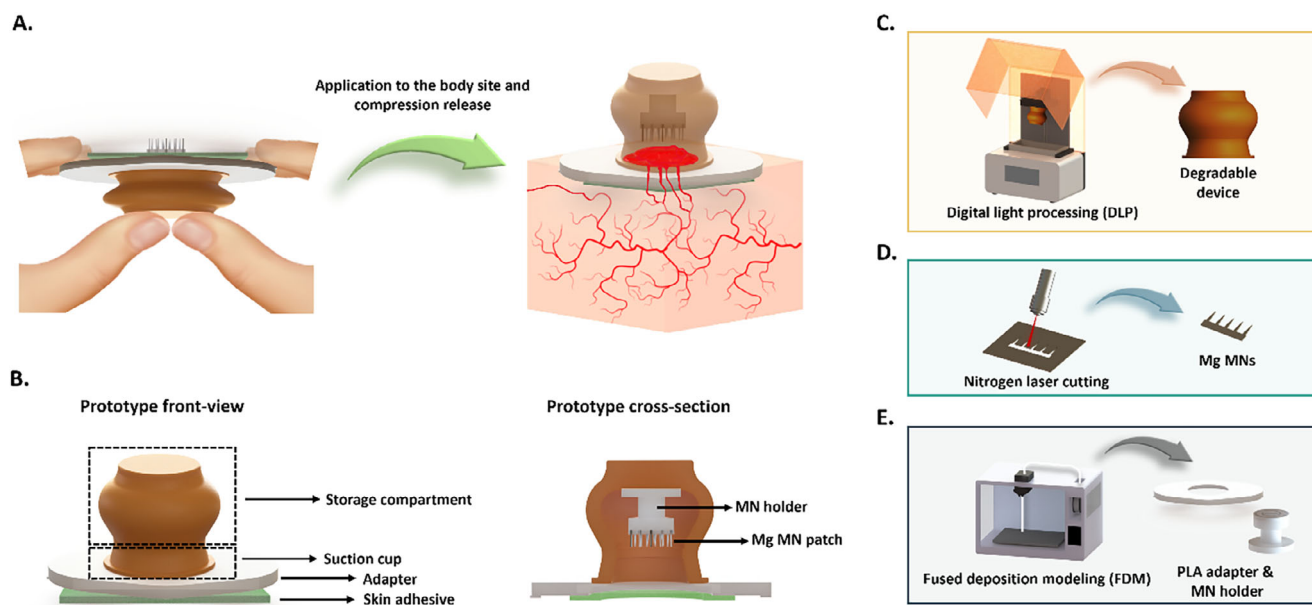 A.
Application to the body site and
compression release
B.
Prototype front-view
Storage compartment
Suction cup
Adapter
Skin adhesive
Prototype cross-section
MN holder
Mg MN patch
C.
Digital light processing (DLP)
Degradable
device
D.
Nitrogen laser cutting
Mg MNs
E.
Fused deposition modeling (FDM)
PLA adapter &
MN holder